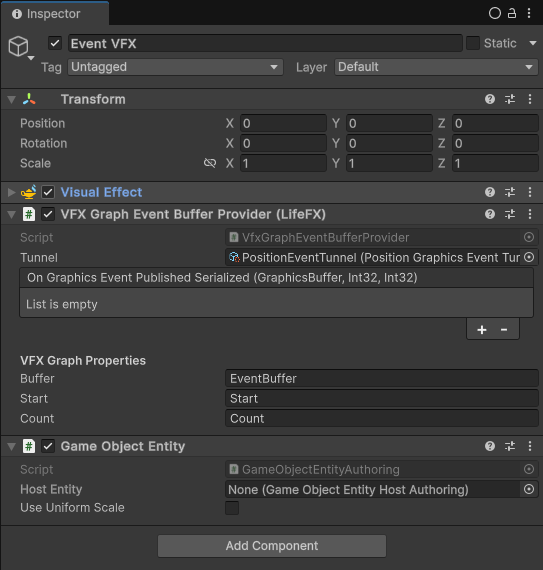 Inspector
Event VFX Static
Tag Untagged Layer Default
Transform
Position X 0 Y 0 Z 0
Rotation X 0 Y 0 Z 0
Scale X 1 Y 1 Z 1
Visual Effect
# VFX Graph Event Buffer Provider (LifeFX)
Script # VfxGraphEventBufferProvider
Tunnel PositionEventTunnel (Position Graphics Event Tur
On Graphics Event Published Serialized (GraphicsBuffer, Int32, Int32)
List is empty
+ -
VFX Graph Properties
Buffer EventBuffer
Start Start
Count Count
# Game Object Entity
Script # GameObjectEntityAuthoring
Host Entity None (Game Object Entity Host Authoring)
Use Uniform Scale
Add Component